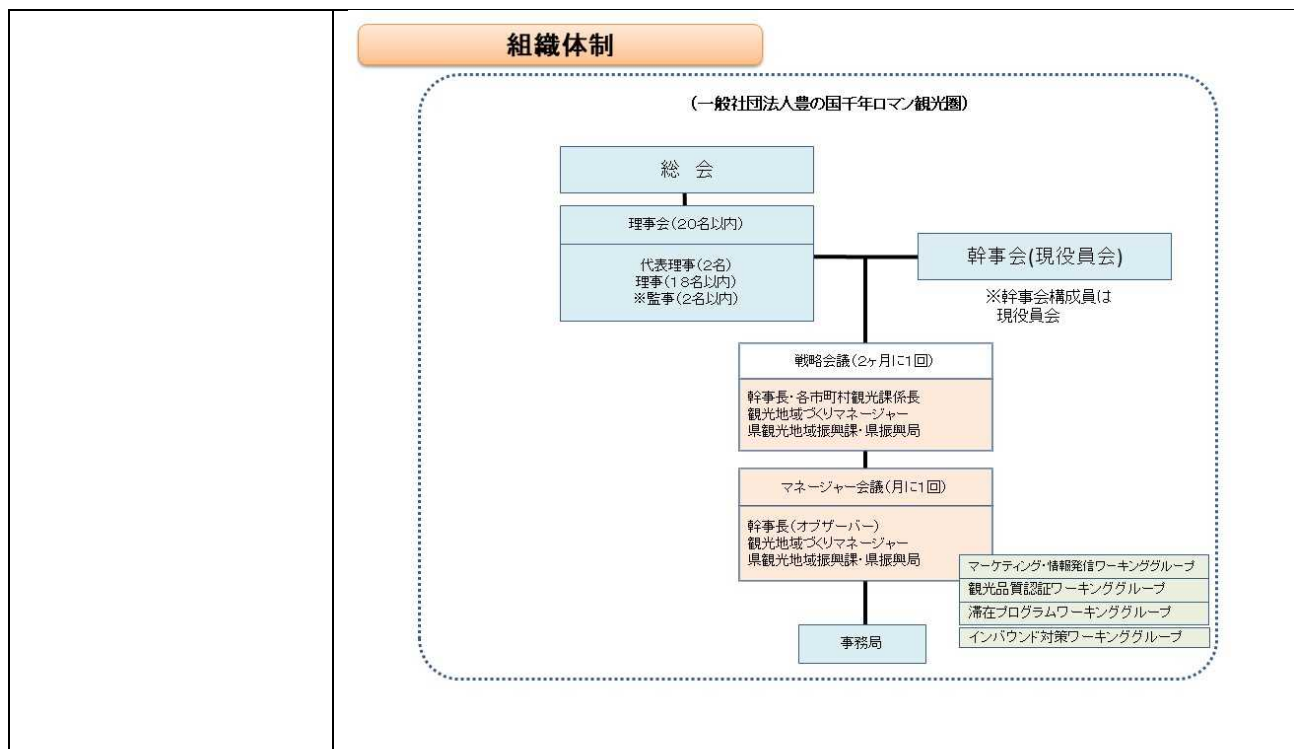 組織体制
(一般社団法人豊の国千年ロマン観光圏)
総 会
理事会(20名以内)
代表理事(2名)
理事(18名以内)
※監事(2名以内)
幹事会(現役員会)
※幹事会構成員は
現役員会
戦略会議(2ヶ月に1回)
幹事長・各市町村観光課係長
観光地域づくりマネージャー
県観光地域振興課・県振興局
マネージャー会議(月に1回)
幹事長(オブザーバー)
観光地域づくりマネージャー
県観光地域振興課・県振興局
マーケティング・情報発信ワーキンググループ
観光品質認証ワーキンググループ
滞在プログラムワーキンググループ
インバウンド対策ワーキンググループ
事務局